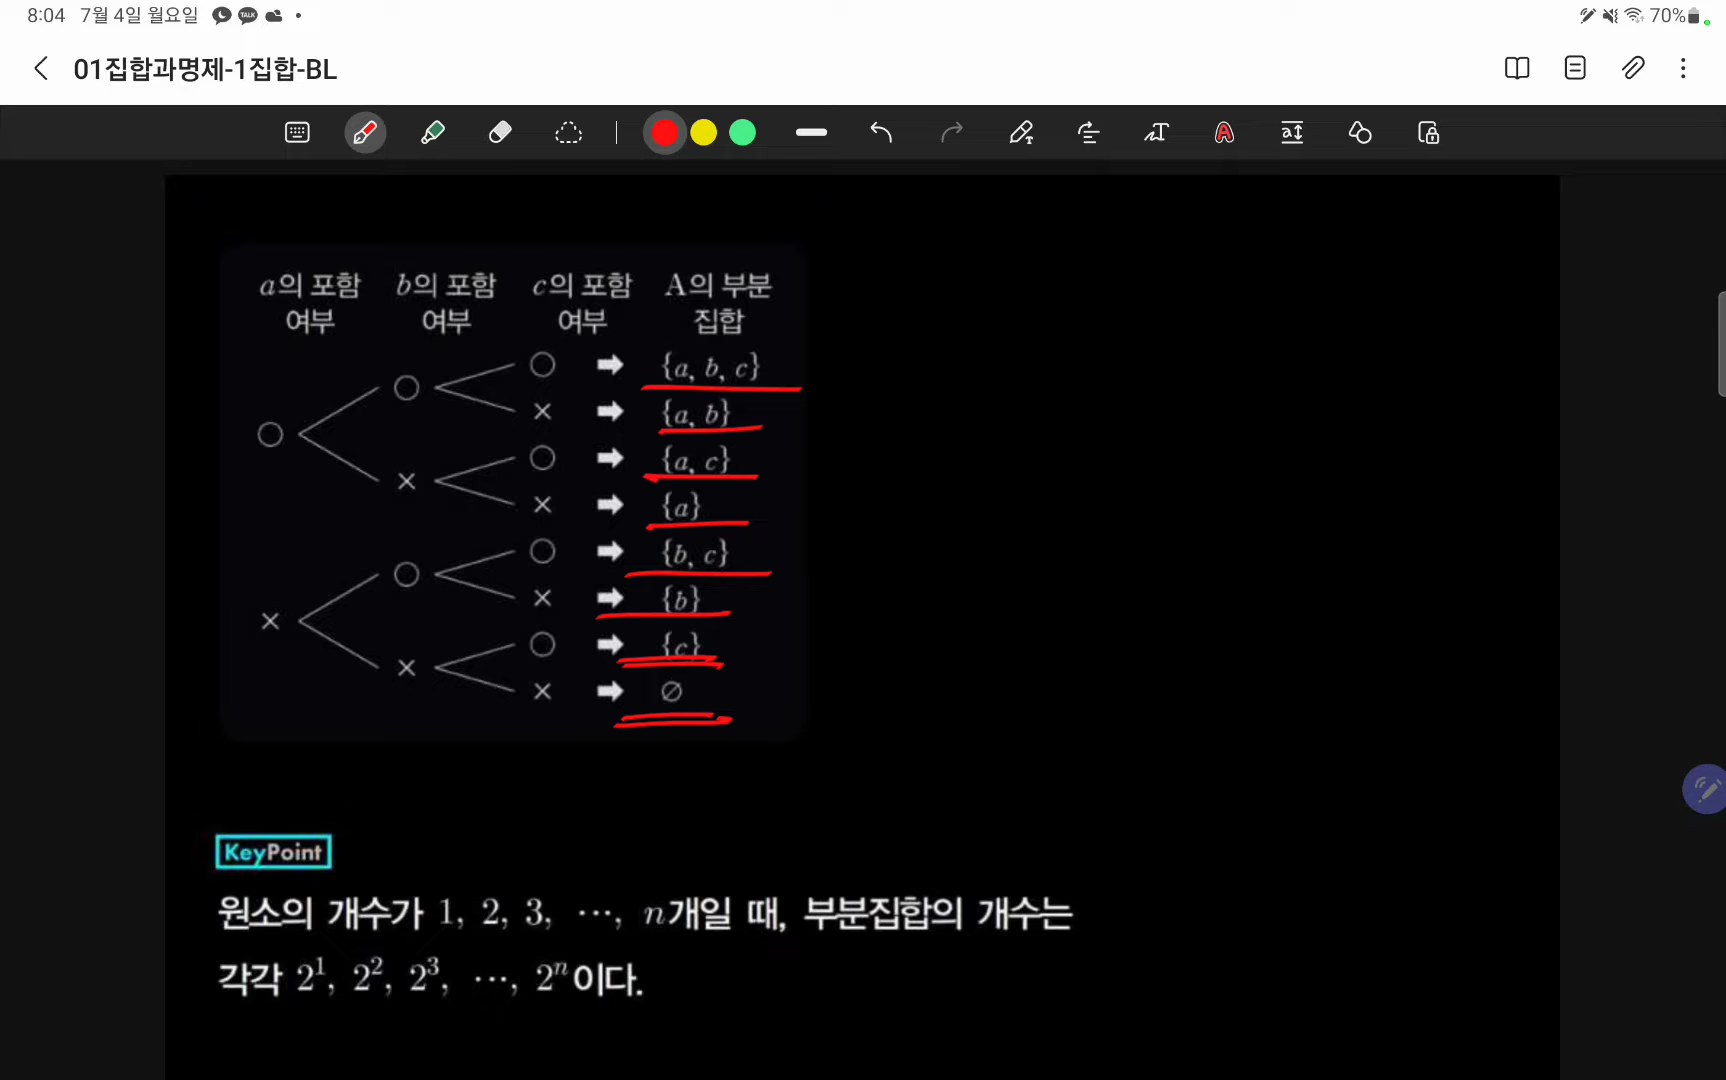 8:04 7월 4일 월요일 TALK 70%
01집합과명제-1집합-BL
a의 포함 여부 b의 포함 여부 c의 포함 여부 A의 부분 집합
○ ○ ○ ➡ {a, b, c}
× ➡ {a, b}
× ○ ➡ {a, c}
× ➡ {a}
× ○ ○ ➡ {b, c}
× ➡ {b}
× ○ ➡ {c}
× ➡ ∅
KeyPoint
원소의 개수가 1, 2, 3, ⋯, n개일 때, 부분집합의 개수는
각각 2¹, 2², 2³, ⋯, 2ⁿ이다.